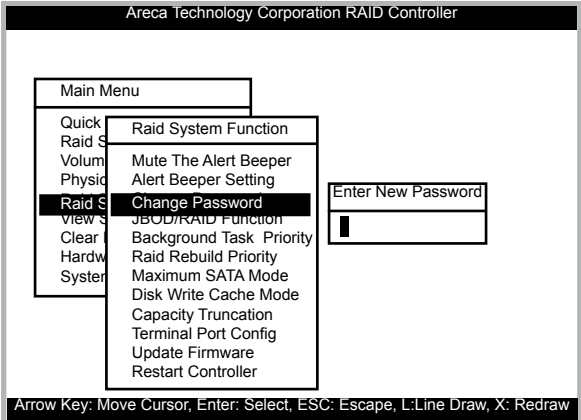 Areca Technology Corporation RAID Controller
Main Menu
Quick
Raid S
Volum
Physic
Raid S
View S
Clear
Hardw
System
Raid System Function
Mute The Alert Beeper
Alert Beeper Setting
Change Password
JBOD/RAID Function
Background Task Priority
Raid Rebuild Priority
Maximum SATA Mode
Disk Write Cache Mode
Capacity Truncation
Terminal Port Config
Update Firmware
Restart Controller
Enter New Password
Arrow Key: Move Cursor, Enter: Select, ESC: Escape, L:Line Draw, X: Redraw